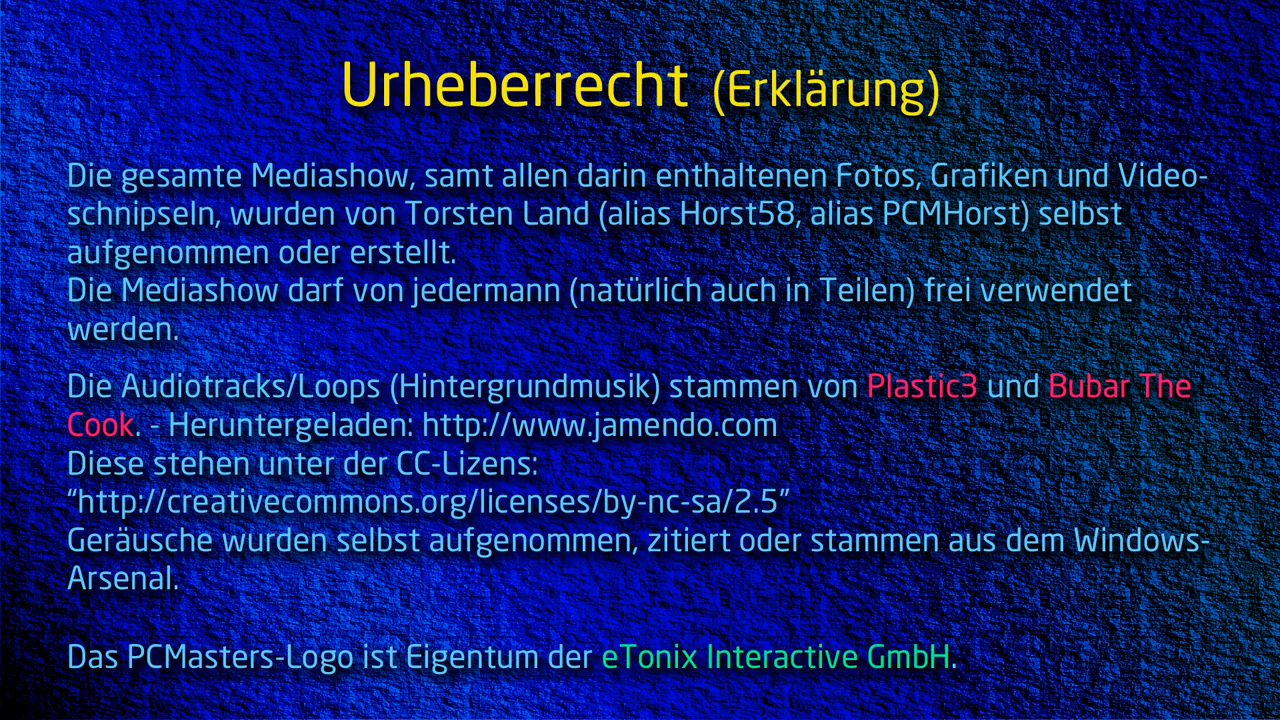 Urheberrecht (Erklärung)
Die gesamte Mediashow, samt allen darin enthaltenen Fotos, Grafiken und Video-
schnipseln, wurden von Torsten Land (alias Horst58, alias PCMHorst) selbst
aufgenommen oder erstellt.
Die Mediashow darf von jedermann (natürlich auch in Teilen) frei verwendet
werden.
Die Audiotracks/Loops (Hintergrundmusik) stammen von Plastic3 und Bubar The
Cook. - Heruntergeladen: http://www.jamendo.com
Diese stehen unter der CC-Lizens:
“http://creativecommons.org/licenses/by-nc-sa/2.5”
Geräusche wurden selbst aufgenommen, zitiert oder stammen aus dem Windows-
Arsenal.
Das PCMasters-Logo ist Eigentum der eTonix Interactive GmbH.